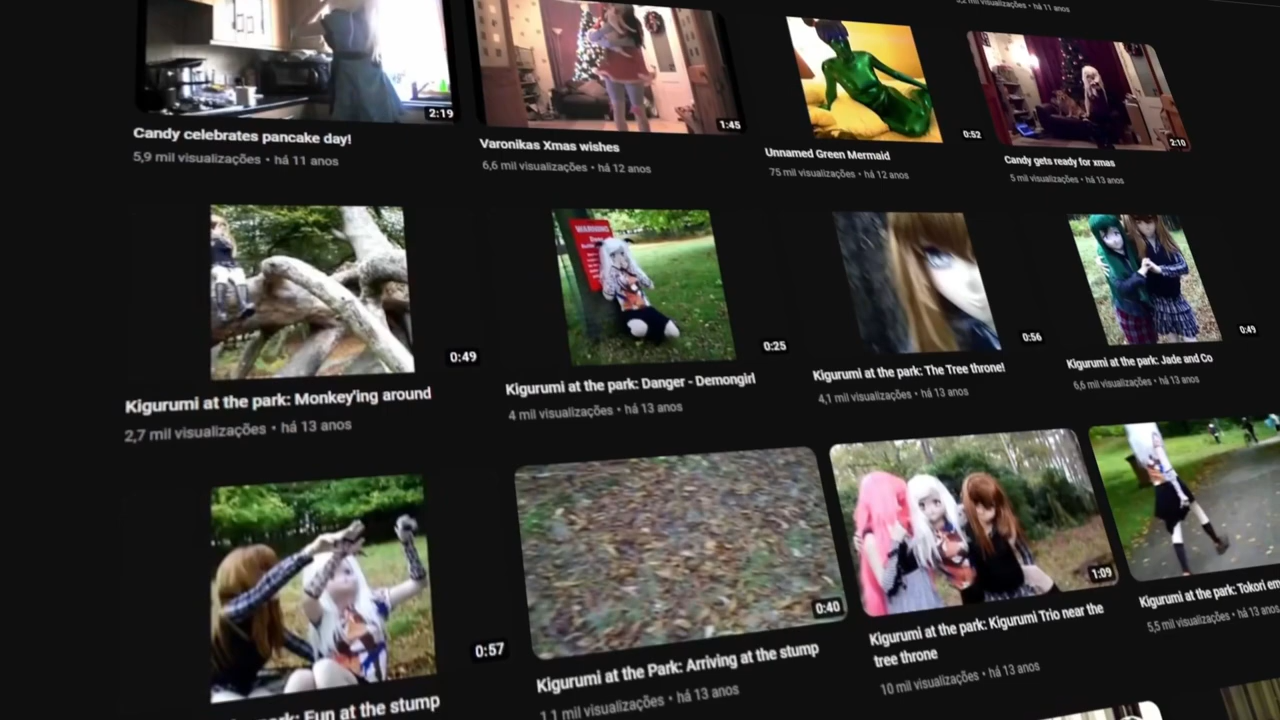 mil visualizações • há 11 anos
2:19
1:45
0:52
2:10
Candy celebrates pancake day!
5,9 mil visualizações • há 11 anos
Varonikas Xmas wishes
6,6 mil visualizações • há 12 anos
Unnamed Green Mermaid
75 mil visualizações • há 12 anos
Candy gets ready for xmas
5 mil visualizações • há 13 anos
WARNING
0:49
0:25
0:56
0:49
Kigurumi at the park: Monkey'ing around
2,7 mil visualizações • há 13 anos
Kigurumi at the park: Danger - Demongirl
4 mil visualizações • há 13 anos
Kigurumi at the park: The Tree throne!
4,1 mil visualizações • há 13 anos
Kigurumi at the park: Jade and Co
6,6 mil visualizações • há 13 anos
0:57
0:40
1:09
park: Fun at the stump
Kigurumi at the Park: Arriving at the stump
1,1 mil visualizações • há 13 anos
Kigurumi at the park: Kigurumi Trio near the
tree throne
10 mil visualizações • há 13 anos
Kigurumi at the park: Tokori em
5,5 mil visualizações • há 13 anos